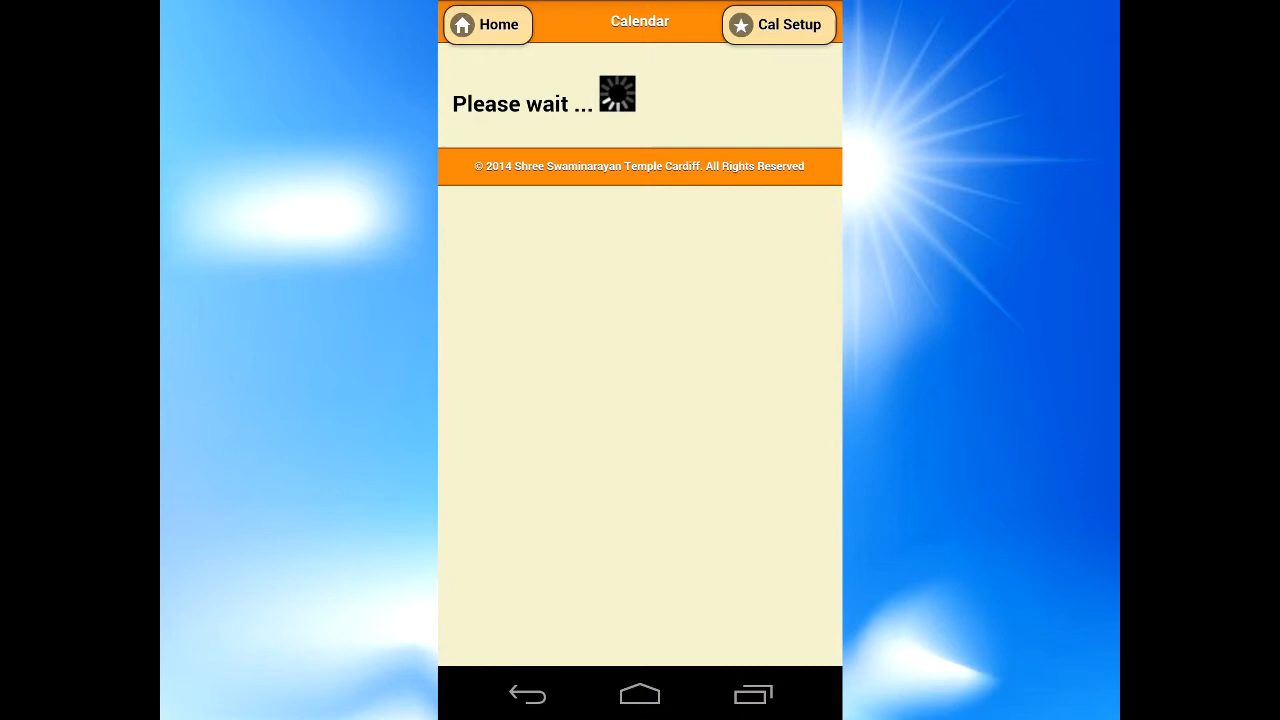 Home
Calendar
Cal Setup
Please wait ...
© 2014 Shree Swaminarayan Temple Cardiff. All Rights Reserved